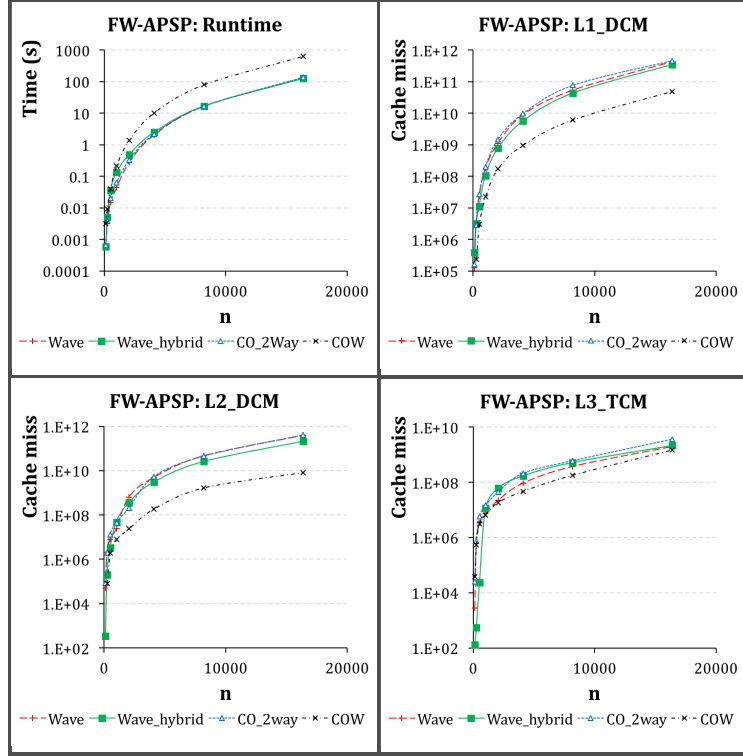 FW-APSP: Runtime
Time (s)
1000
100
10
1
0.1
0.01
0.001
0.0001
0 10000 20000
n
Wave Wave_hybrid CO_2Way COW
FW-APSP: L1_DCM
Cache miss
1.E+12
1.E+11
1.E+10
1.E+09
1.E+08
1.E+07
1.E+06
1.E+05
0 10000 20000
n
Wave Wave_hybrid CO_2way COW
FW-APSP: L2_DCM
Cache miss
1.E+12
1.E+10
1.E+08
1.E+06
1.E+04
1.E+02
0 10000 20000
n
Wave Wave_hybrid CO_2way COW
FW-APSP: L3_TCM
Cache miss
1.E+10
1.E+08
1.E+06
1.E+04
1.E+02
0 10000 20000
n
Wave Wave_hybrid CO_2way COW